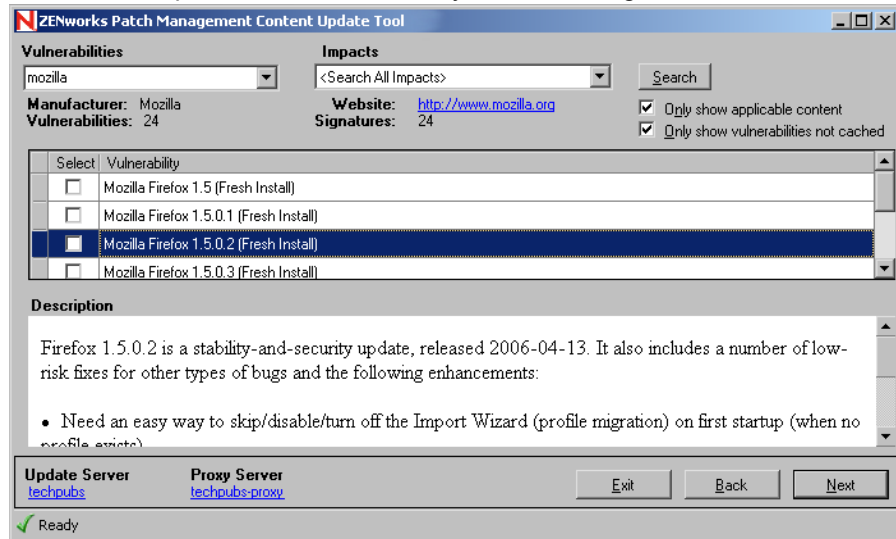 ZENworks Patch Management Content Update Tool
Vulnerabilities Impacts
mozilla <Search All Impacts> Search
Manufacturer: Mozilla Website: http://www.mozilla.org Only show applicable content
Vulnerabilities: 24 Signatures: 24 Only show vulnerabilities not cached
Select Vulnerability
Mozilla Firefox 1.5 (Fresh Install)
Mozilla Firefox 1.5.0.1 (Fresh Install)
Mozilla Firefox 1.5.0.2 (Fresh Install)
Mozilla Firefox 1.5.0.3 (Fresh Install)
Description
Firefox 1.5.0.2 is a stability-and-security update, released 2006-04-13. It also includes a number of low-
risk fixes for other types of bugs and the following enhancements:
• Need an easy way to skip/disable/turn off the Import Wizard (profile migration) on first startup (when no
profile exists)
Update Server Proxy Server
techpubs techpubs-proxy Exit Back Next
Ready